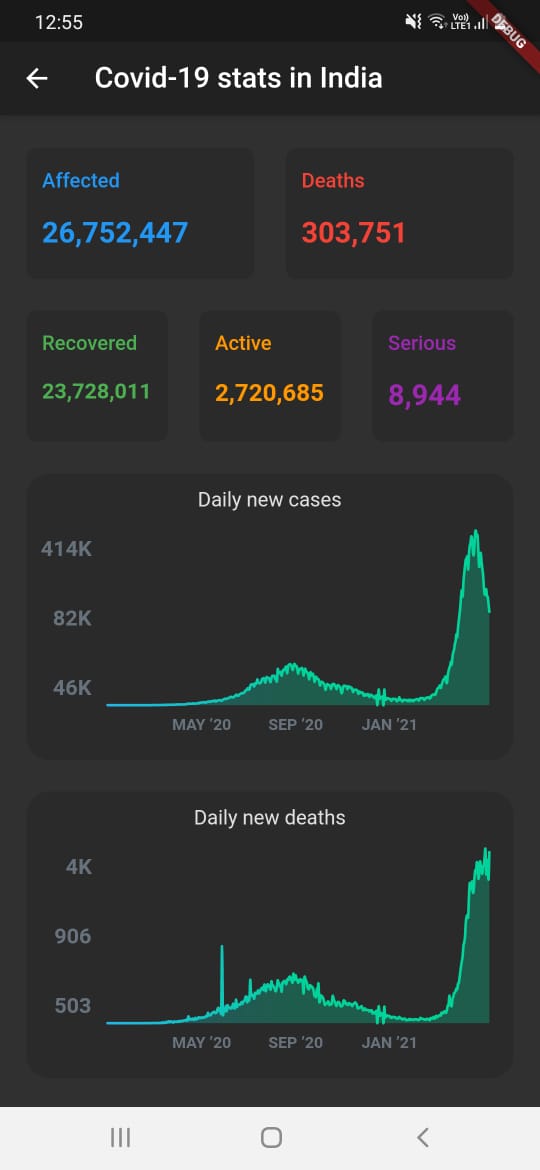 12:55
Vo))
LTE1
DEBUG
Covid-19 stats in India
Affected
26,752,447
Deaths
303,751
Recovered
23,728,011
Active
2,720,685
Serious
8,944
Daily new cases
414K
82K
46K
MAY '20 SEP '20 JAN '21
Daily new deaths
4K
906
503
MAY '20 SEP '20 JAN '21